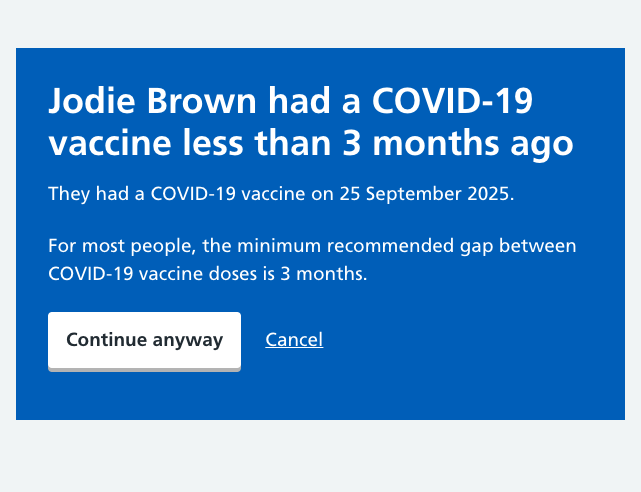 Jodie Brown had a COVID-19
vaccine less than 3 months ago
They had a COVID-19 vaccine on 25 September 2025.
For most people, the minimum recommended gap between
COVID-19 vaccine doses is 3 months.
Continue anyway
Cancel